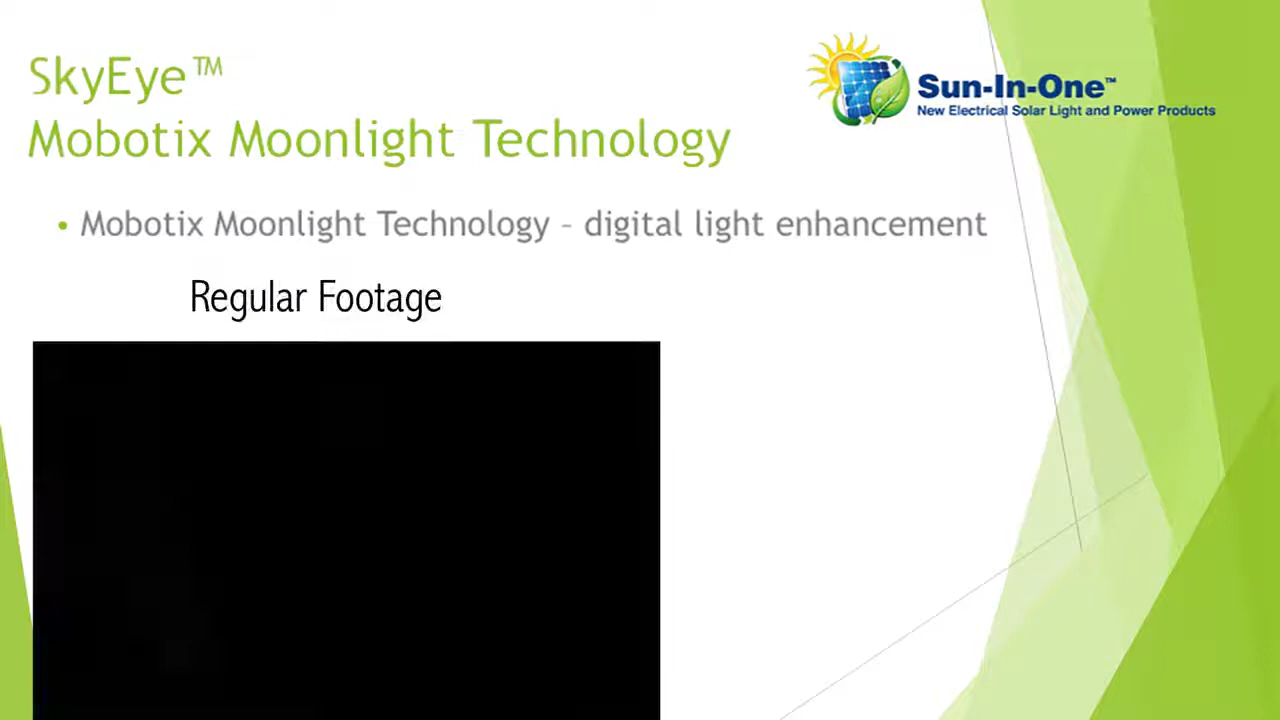 SkyEye™
Mobotix Moonlight Technology
Sun-In-One™
New Electrical Solar Light and Power Products
• Mobotix Moonlight Technology – digital light enhancement
Regular Footage